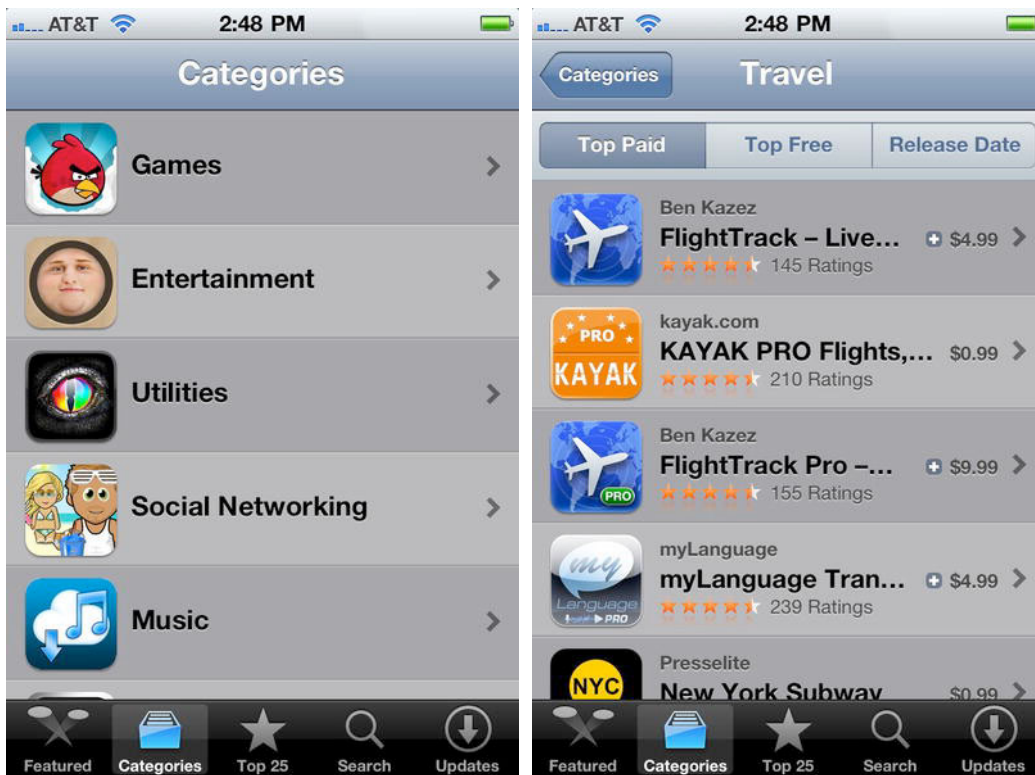 AT&T 2:48 PM
Categories
Games
Entertainment
Utilities
Social Networking
Music
Featured Categories Top 25 Search Updates
AT&T 2:48 PM
Categories Travel
Top Paid Top Free Release Date
Ben Kazez
FlightTrack – Live... $4.99
145 Ratings
PRO
KAYAK
kayak.com
KAYAK PRO Flights,... $0.99
210 Ratings
Ben Kazez
FlightTrack Pro –... $9.99
155 Ratings
PRO
my
Language
PRO
myLanguage
myLanguage Tran... $4.99
239 Ratings
NYC
Presselite
New York Subway $0.99
Featured Categories Top 25 Search Updates